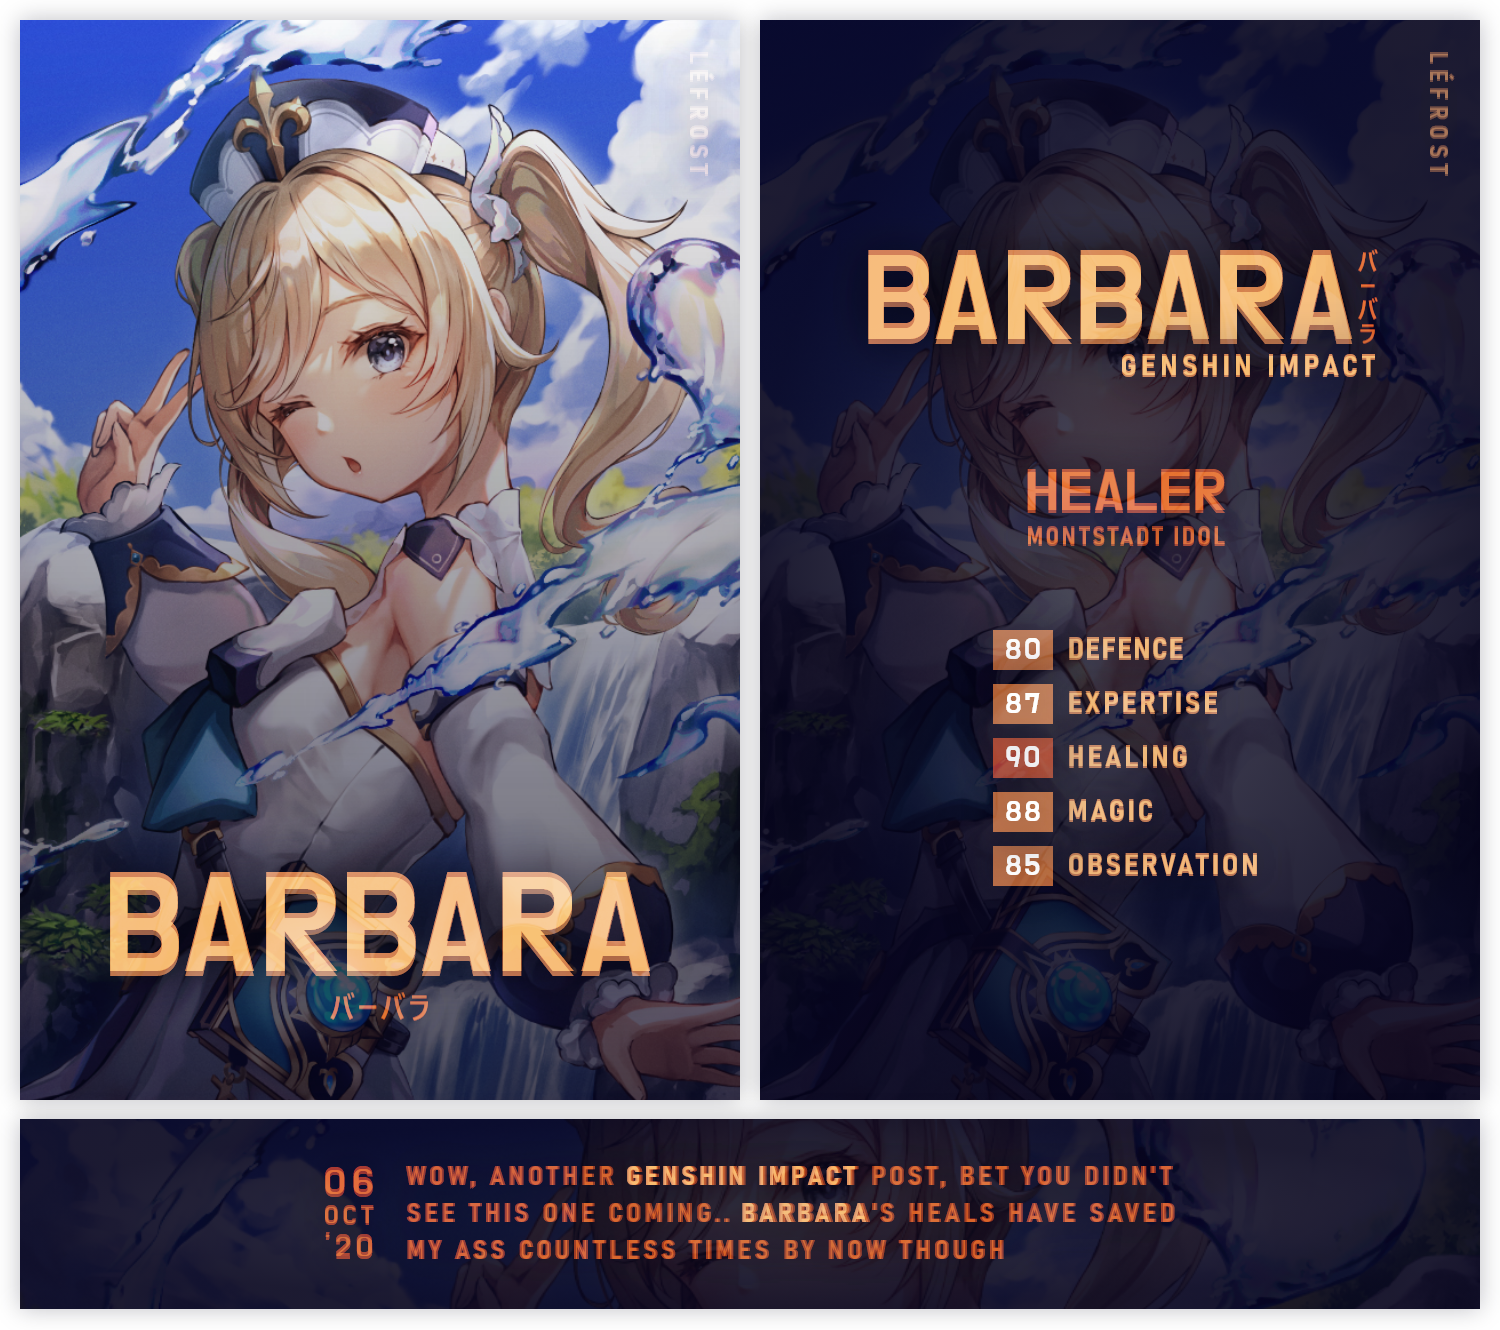 LÉFROST
BARBARA
バーバラ
LÉFROST
BARBARA
バーバラ
GENSHIN IMPACT
HEALER
MONTSTADT IDOL
80 DEFENCE
87 EXPERTISE
90 HEALING
88 MAGIC
85 OBSERVATION
06
OCT
'20
WOW, ANOTHER GENSHIN IMPACT POST, BET YOU DIDN'T
SEE THIS ONE COMING.. BARBARA'S HEALS HAVE SAVED
MY ASS COUNTLESS TIMES BY NOW THOUGH